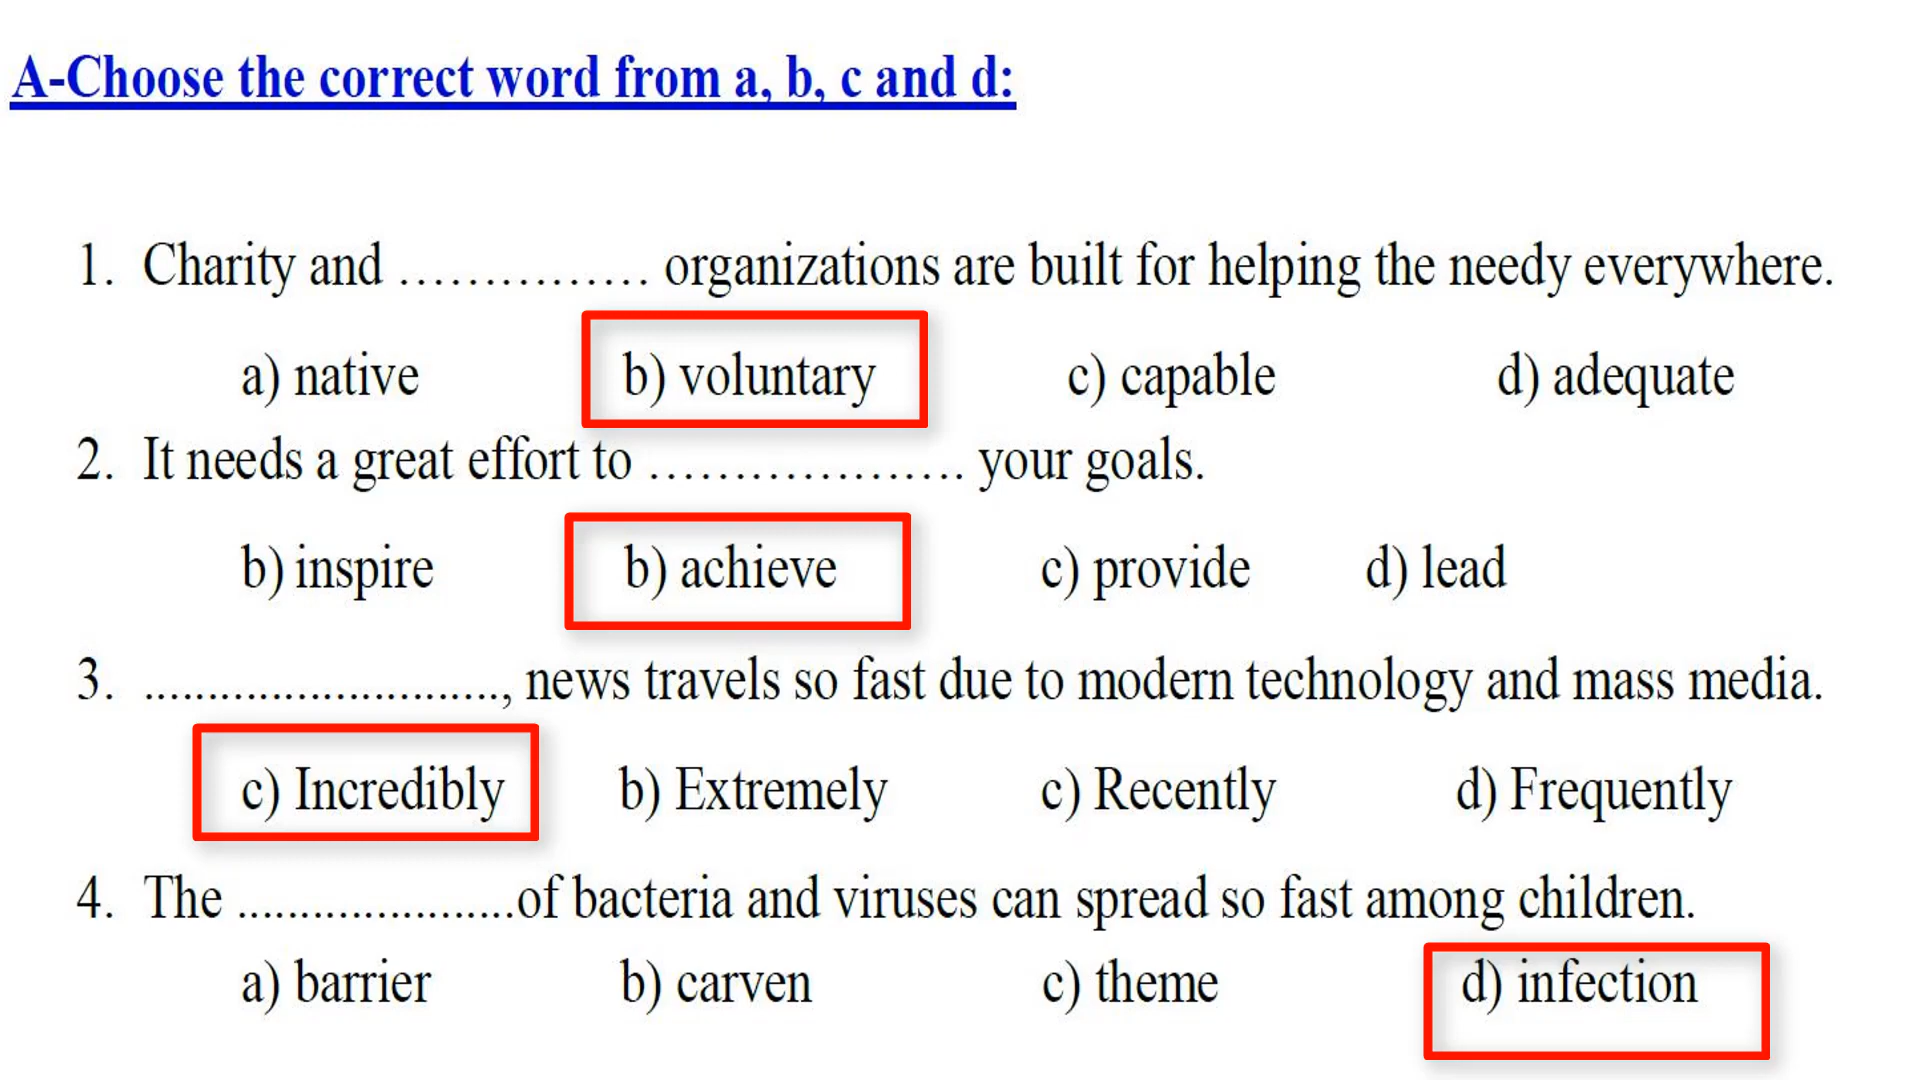 A-Choose the correct word from a, b, c and d:
1. Charity and …………… organizations are built for helping the needy everywhere.
a) native b) voluntary c) capable d) adequate
2. It needs a great effort to ………………. your goals.
b) inspire b) achieve c) provide d) lead
3. ............................, news travels so fast due to modern technology and mass media.
c) Incredibly b) Extremely c) Recently d) Frequently
4. The ......................of bacteria and viruses can spread so fast among children.
a) barrier b) carven c) theme d) infection